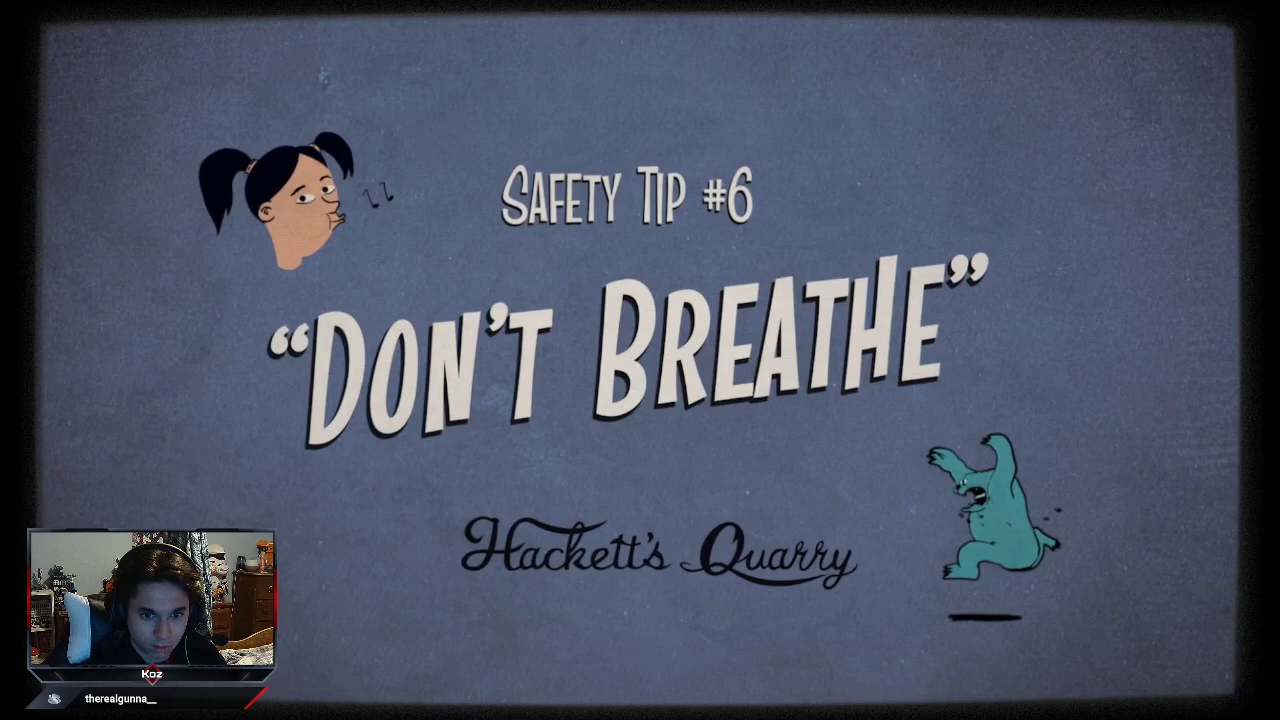 SAFETY TIP #6
“DON’T BREATHE”
Hackett's Quarry
Koz
therealgunna__